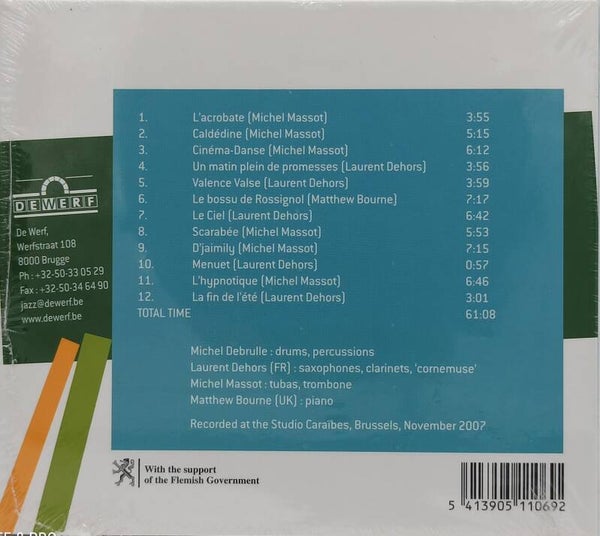 1. L'acrobate (Michel Massot) 3:55
2. Caldédine (Michel Massot) 5:15
3. Cinéma-Danse (Michel Massot) 6:12
4. Un matin plein de promesses (Laurent Dehors) 3:56
5. Valence Valse (Laurent Dehors) 3:59
6. Le bossu de Rossignol (Matthew Bourne) 7:17
7. Le Ciel (Laurent Dehors) 6:42
8. Scarabée (Michel Massot) 5:53
9. D'jaimily (Michel Massot) 7:15
10. Menuet (Laurent Dehors) 0:57
11. L'hypnotique (Michel Massot) 6:46
12. La fin de l'été (Laurent Dehors) 3:01
TOTAL TIME 61:08
DEWERF
De Werf,
Werfstraat 108
8000 Brugge
Ph : +32-50-33 05 29
Fax : +32-50-34 64 90
jazz@dewerf.be
www.dewerf.be
Michel Debrulle : drums, percussions
Laurent Dehors (FR) : saxophones, clarinets, 'cornemuse'
Michel Massot : tubas, trombone
Matthew Bourne (UK) : piano
Recorded at the Studio Caraïbes, Brussels, November 2007
With the support
of the Flemish Government
5 413905 110692